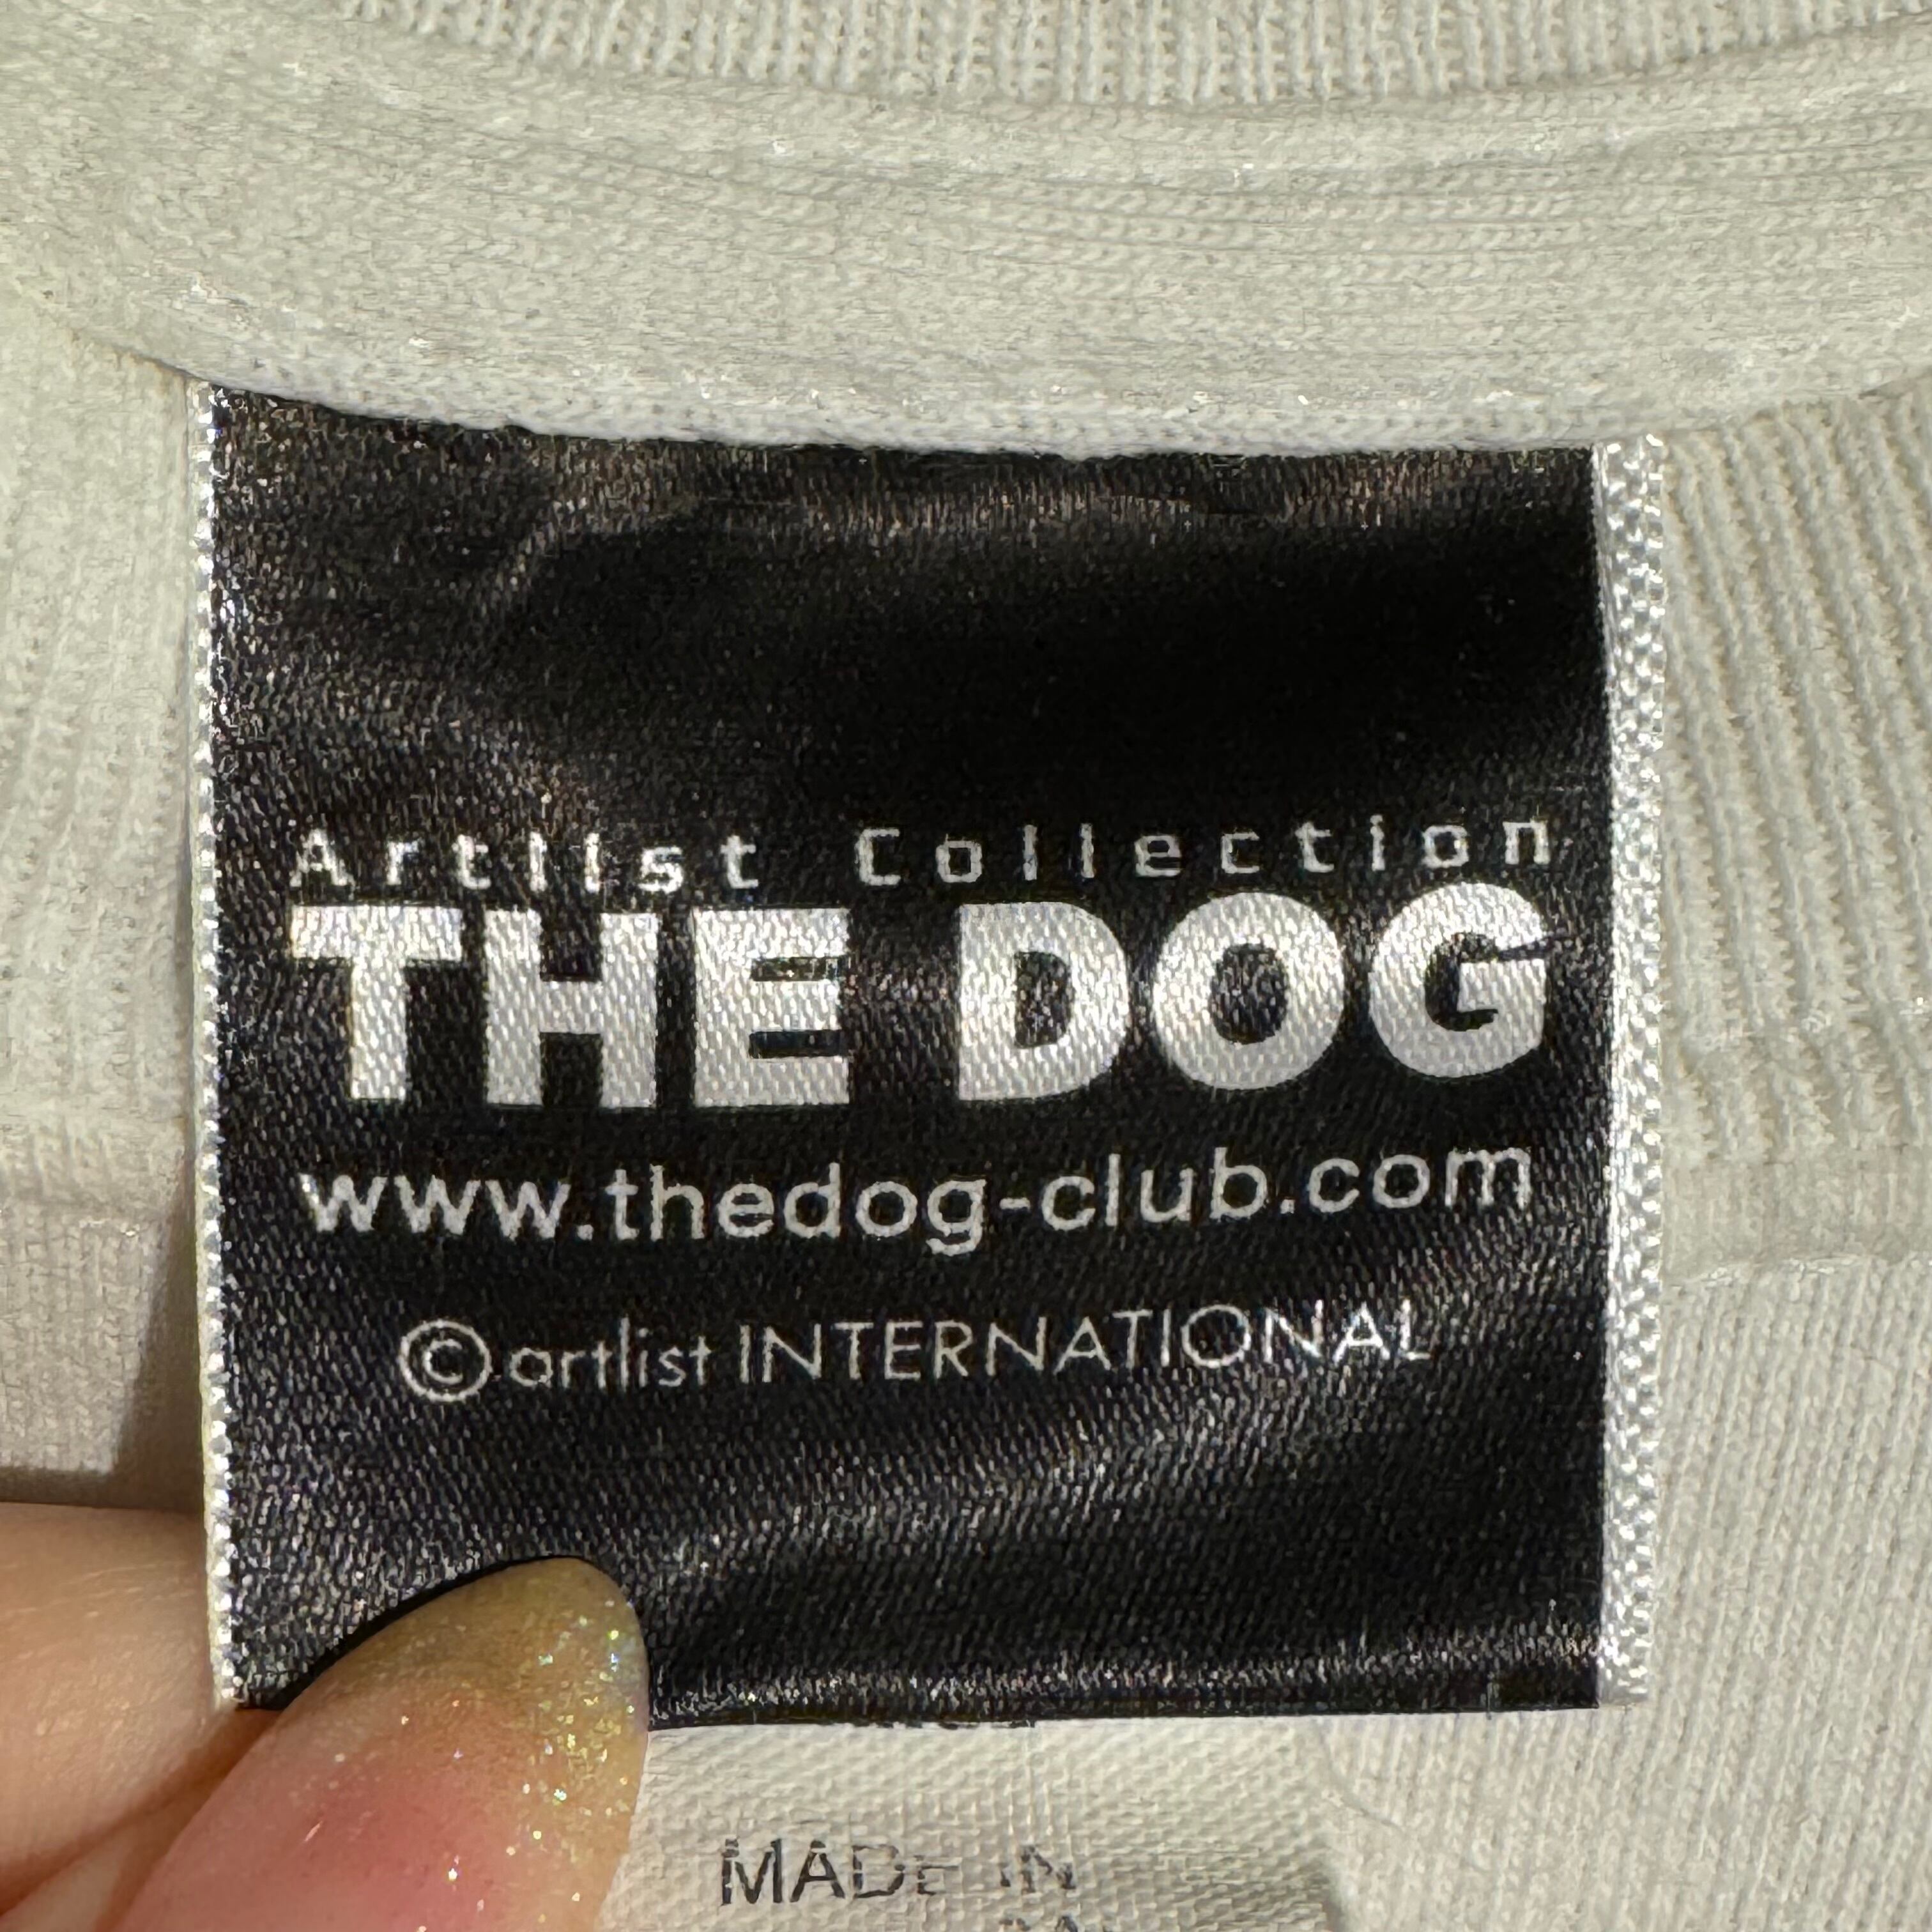 Artlist Collection
THE DOG
www.thedog-club.com
©artlist INTERNATIONAL
MADE IN